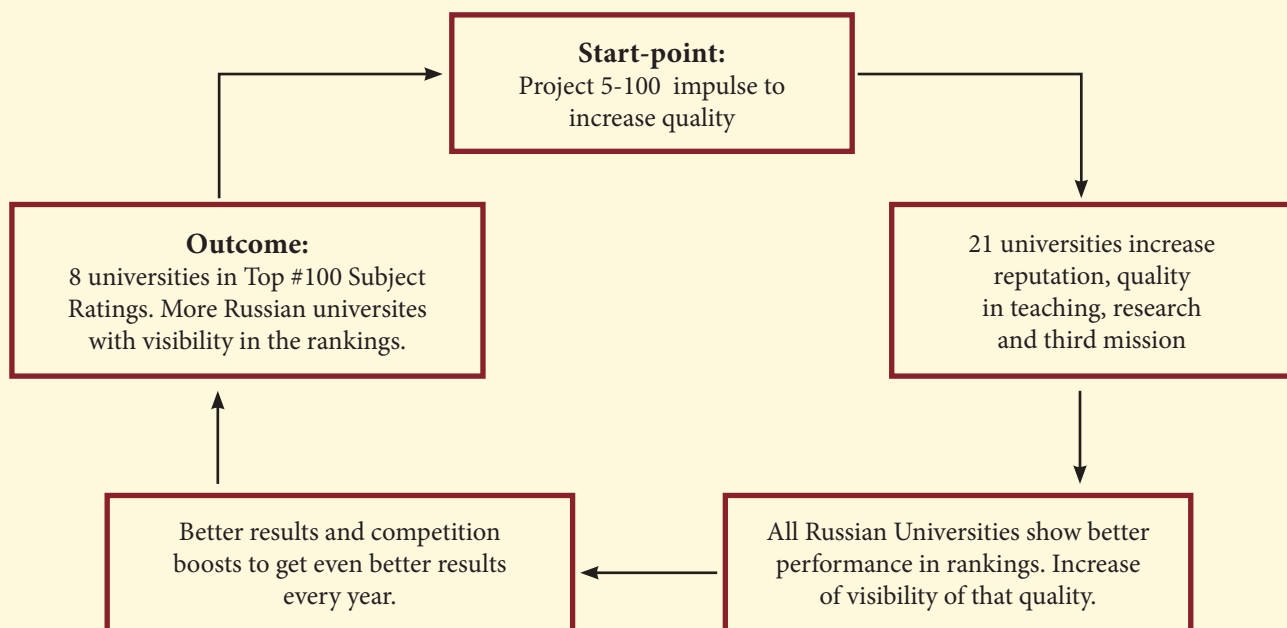 Start-point:
Project 5-100 impulse to
increase quality
21 universities increase
reputation, quality
in teaching, research
and third mission
All Russian Universities show better
performance in rankings. Increase
of visibility of that quality.
Better results and competition
boosts to get even better results
every year.
Outcome:
8 universities in Top #100 Subject
Ratings. More Russian universites
with visibility in the rankings.